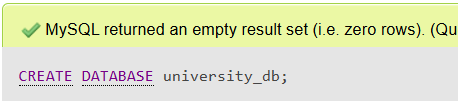 MySQL returned an empty result set (i.e. zero rows). (Qu
CREATE DATABASE university_db;